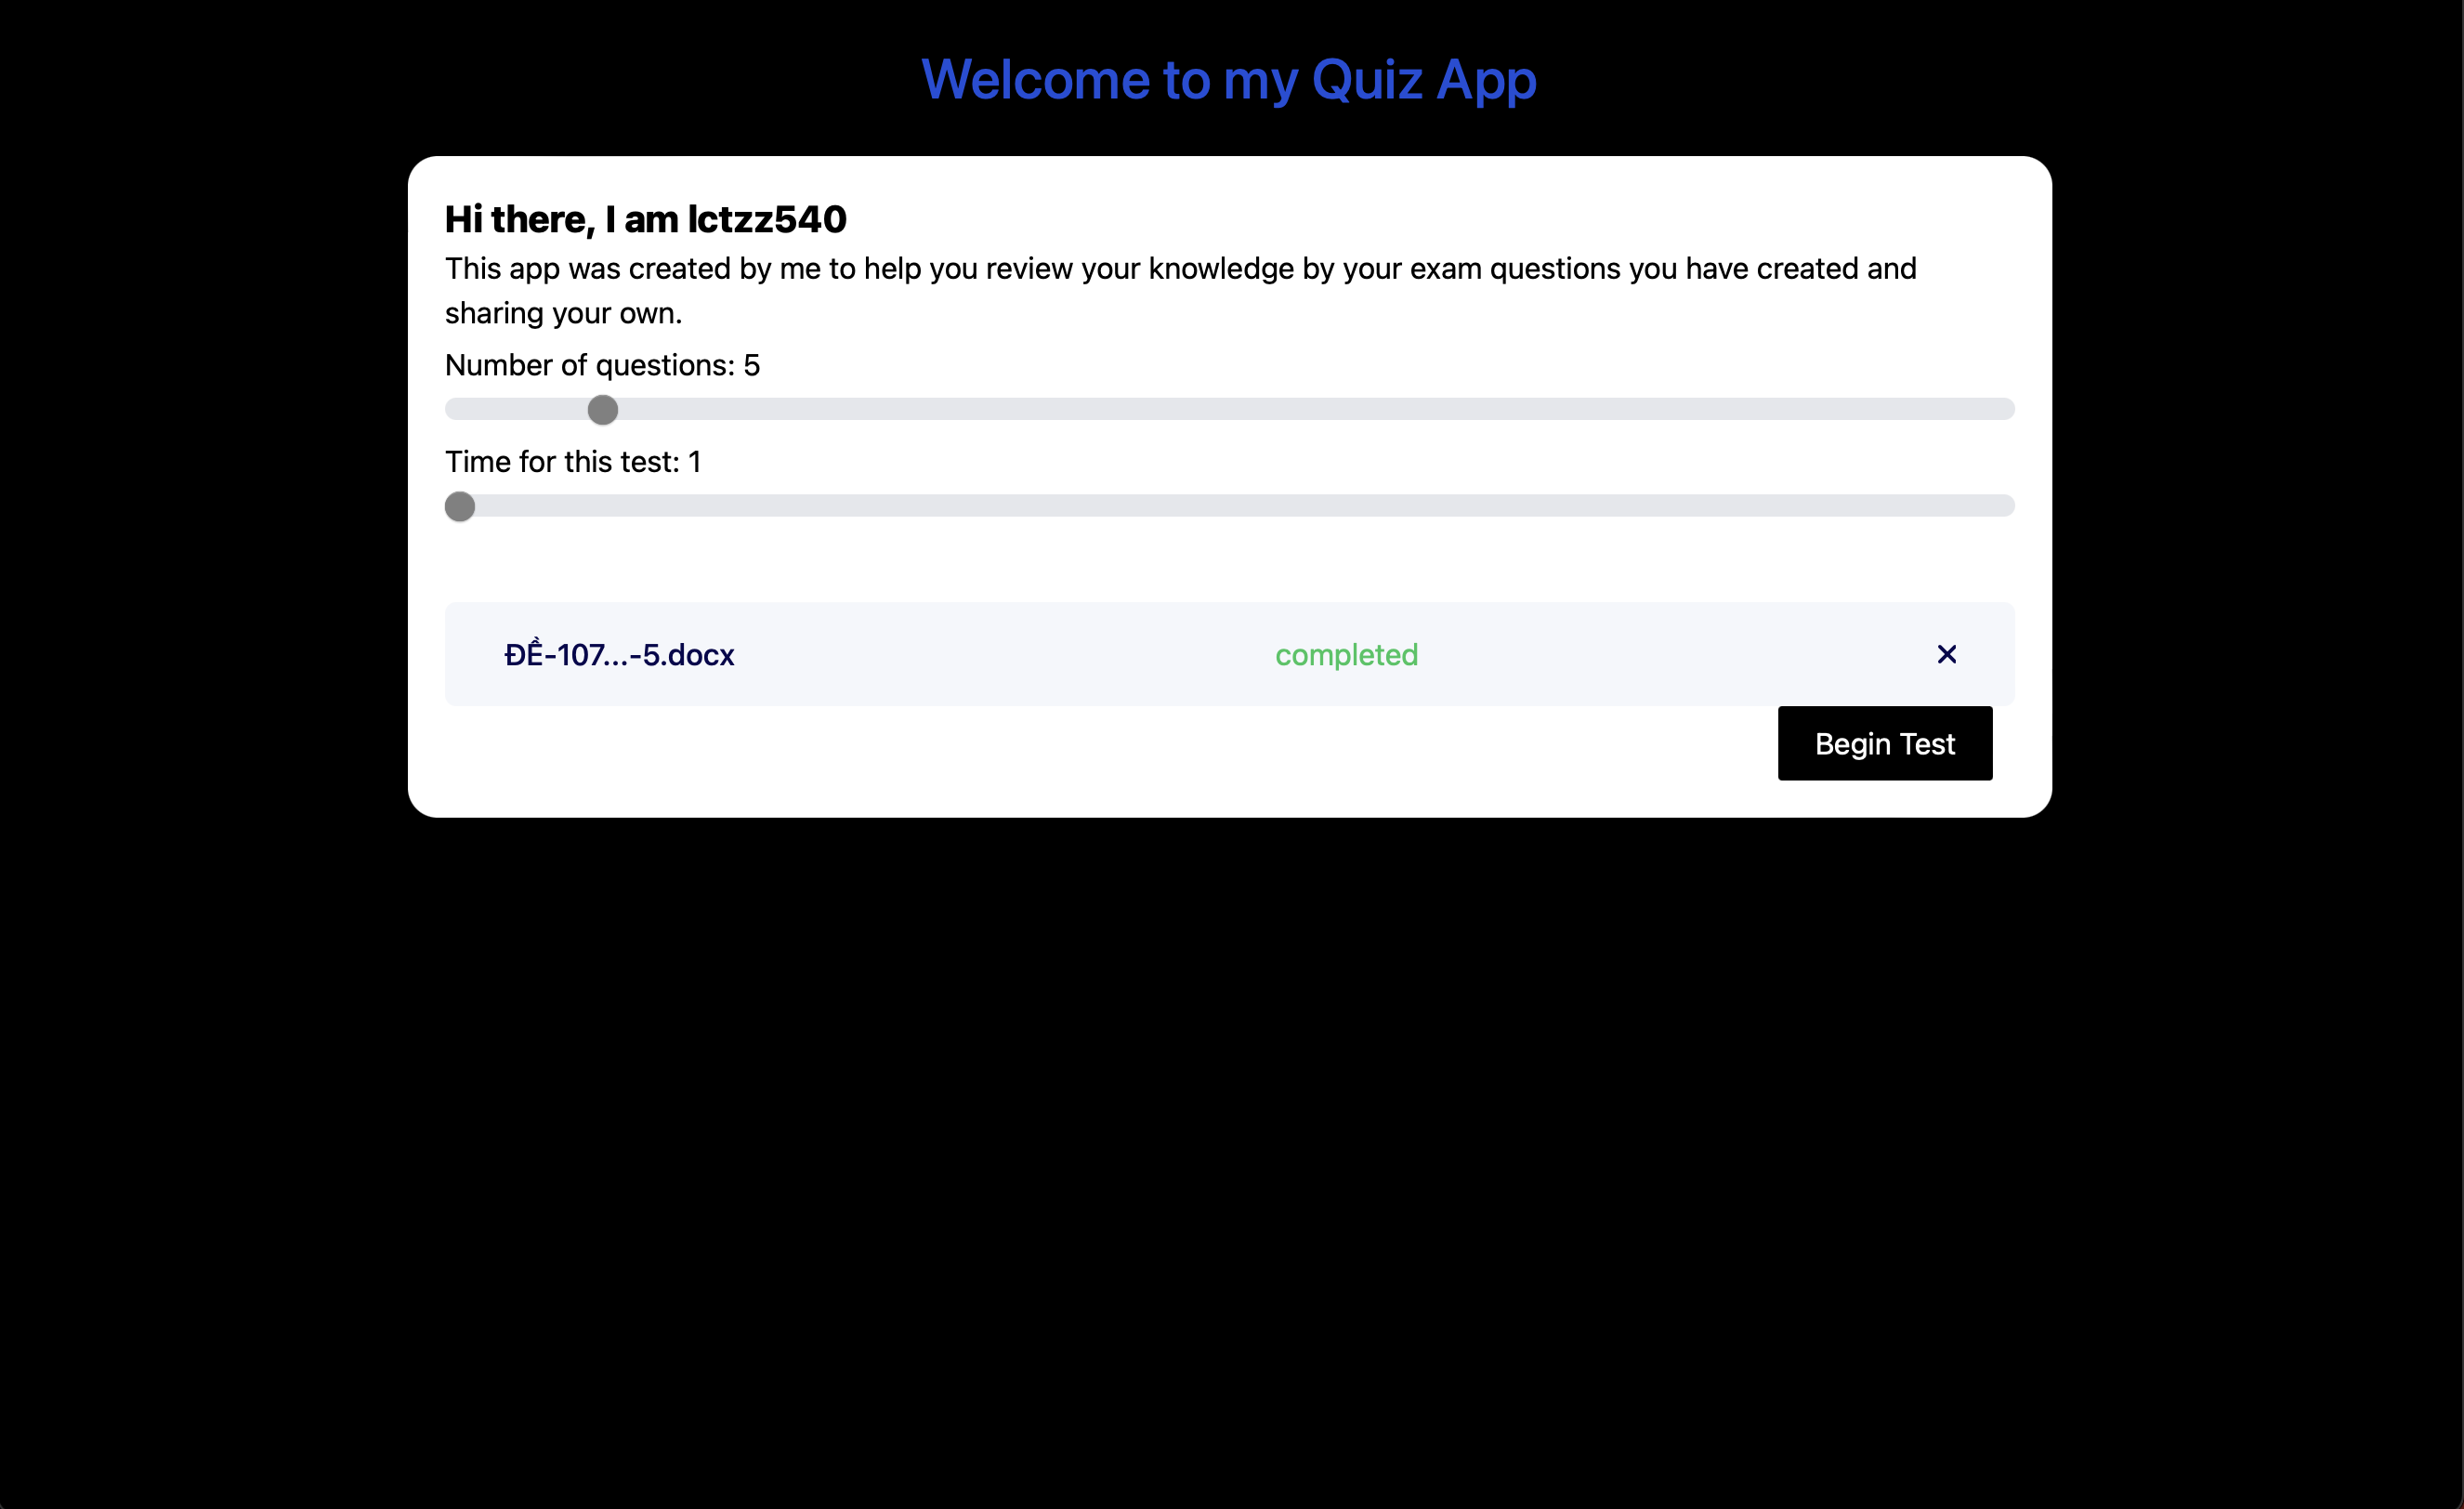 Welcome to my Quiz App
Hi there, I am lctzz540
This app was created by me to help you review your knowledge by your exam questions you have created and
sharing your own.
Number of questions: 5
Time for this test: 1
ĐỀ-107...-5.docx
completed
Begin Test